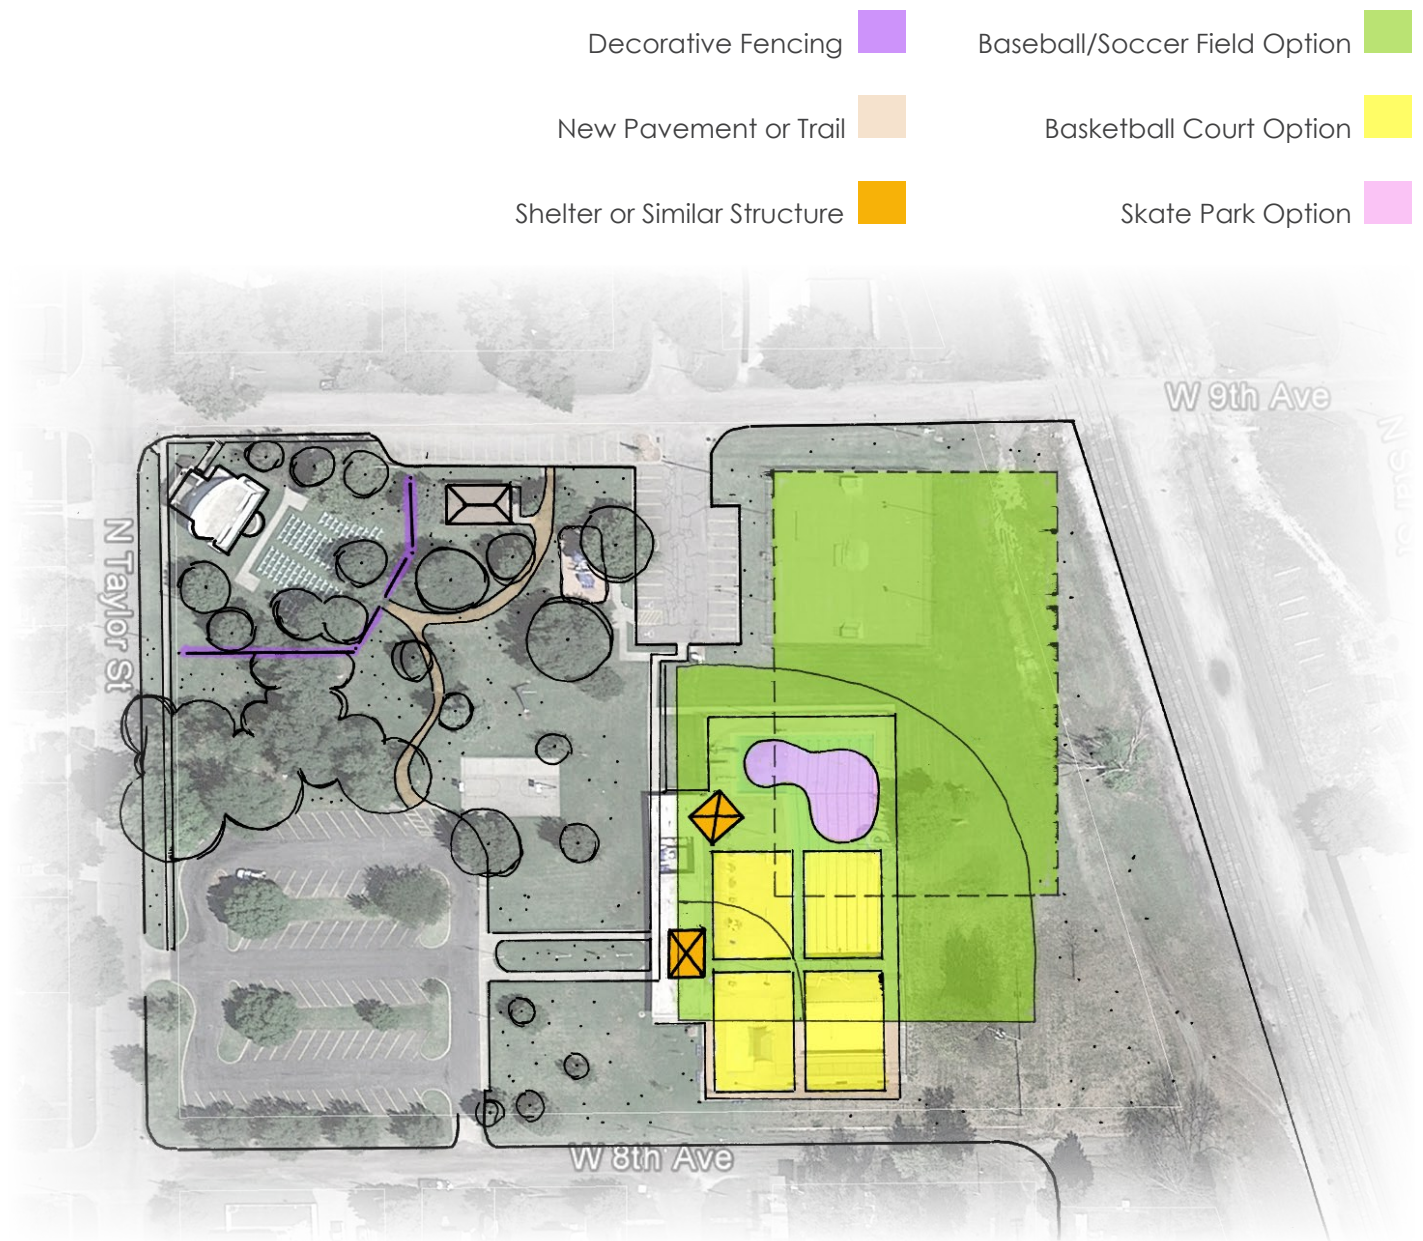 Decorative Fencing
Baseball/Soccer Field Option
New Pavement or Trail
Basketball Court Option
Shelter or Similar Structure
Skate Park Option
W 9th Ave
N Taylor St
W 8th Ave